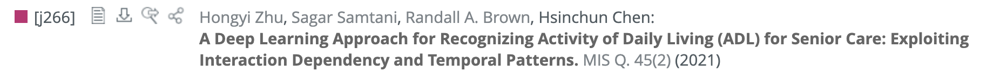 [j266] Hongyi Zhu, Sagar Samtani, Randall A. Brown, Hsinchun Chen:
A Deep Learning Approach for Recognizing Activity of Daily Living (ADL) for Senior Care: Exploiting
Interaction Dependency and Temporal Patterns. MIS Q. 45(2) (2021)